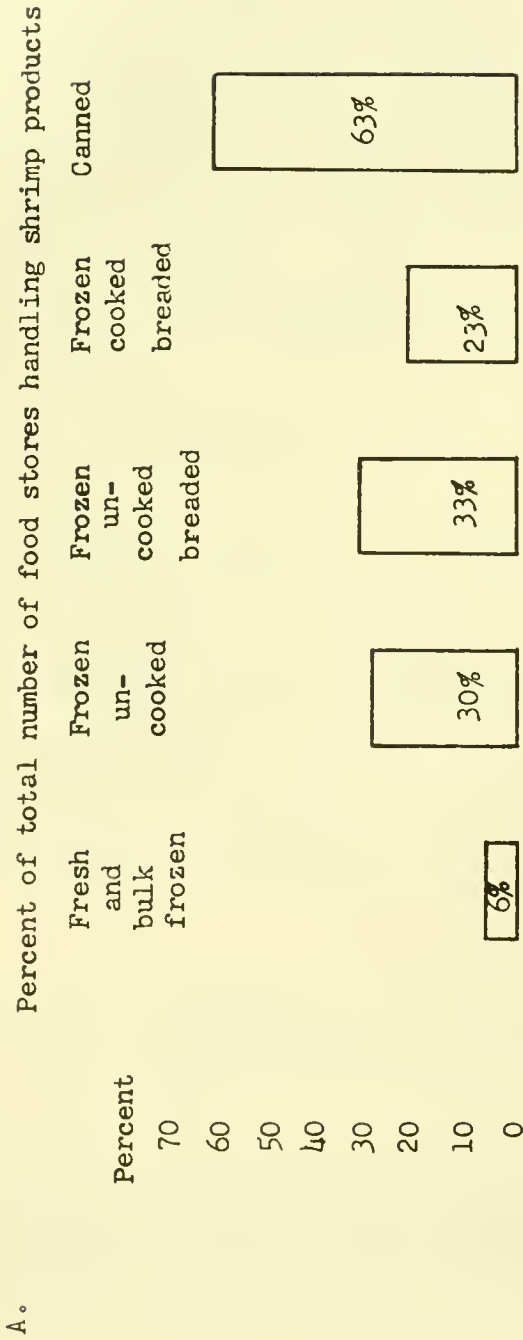 A.
Percent of total number of food stores handling shrimp products
Fresh and bulk frozen
Frozen un-cooked
Frozen un-cooked breaded
Frozen cooked breaded
Canned
Percent
70
60
50
40
30
20
10
0
6%
30%
33%
23%
63%